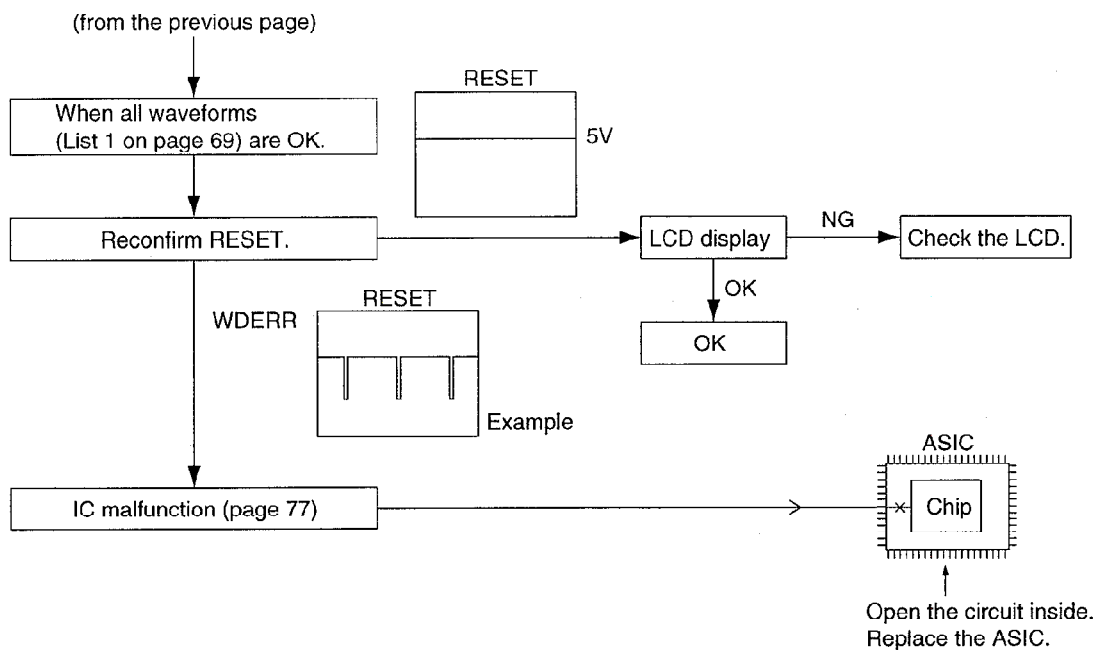 (from the previous page)
When all waveforms
(List 1 on page 69) are OK.
RESET
5V
Reconfirm RESET.
LCD display
NG
Check the LCD.
OK
OK
WDERR
RESET
Example
IC malfunction (page 77)
ASIC
Chip
Open the circuit inside.
Replace the ASIC.